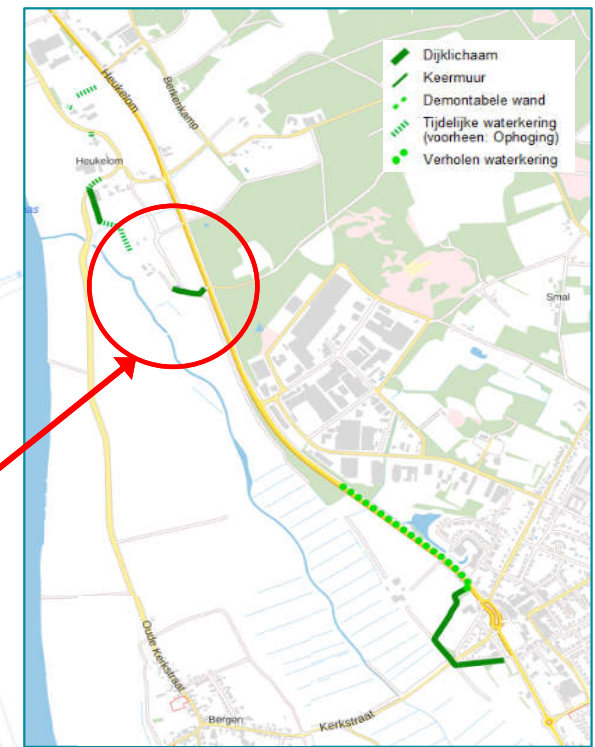 Dijklichaam
Keermuur
Demontabele wand
Tijdelijke waterkering
(voorheen: Ophoging)
Verholen waterkering
Heukelom
Berkenkamp
Heukelom
Smal
Oude Kerkstraat
Bergen
Kerkstraat